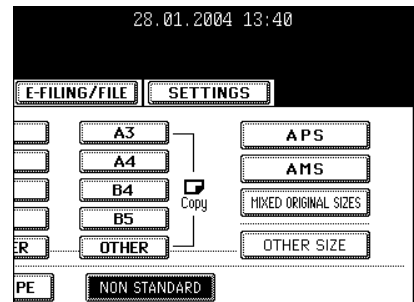 28.01.2004 13:40
E-FILING/FILE SETTINGS
A3 APS
A4 AMS
B4 Copy MIXED ORIGINAL SIZES
B5
ER OTHER OTHER SIZE
PE NON STANDARD